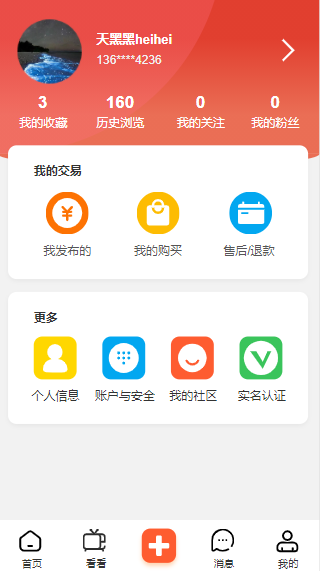 天黑黑heihei
136****4236
3 160 0 0
我的收藏 历史浏览 我的关注 我的粉丝
我的交易
我发布的 我的购买 售后/退款
更多
个人信息 账户与安全 我的社区 实名认证
首页 看看 消息 我的